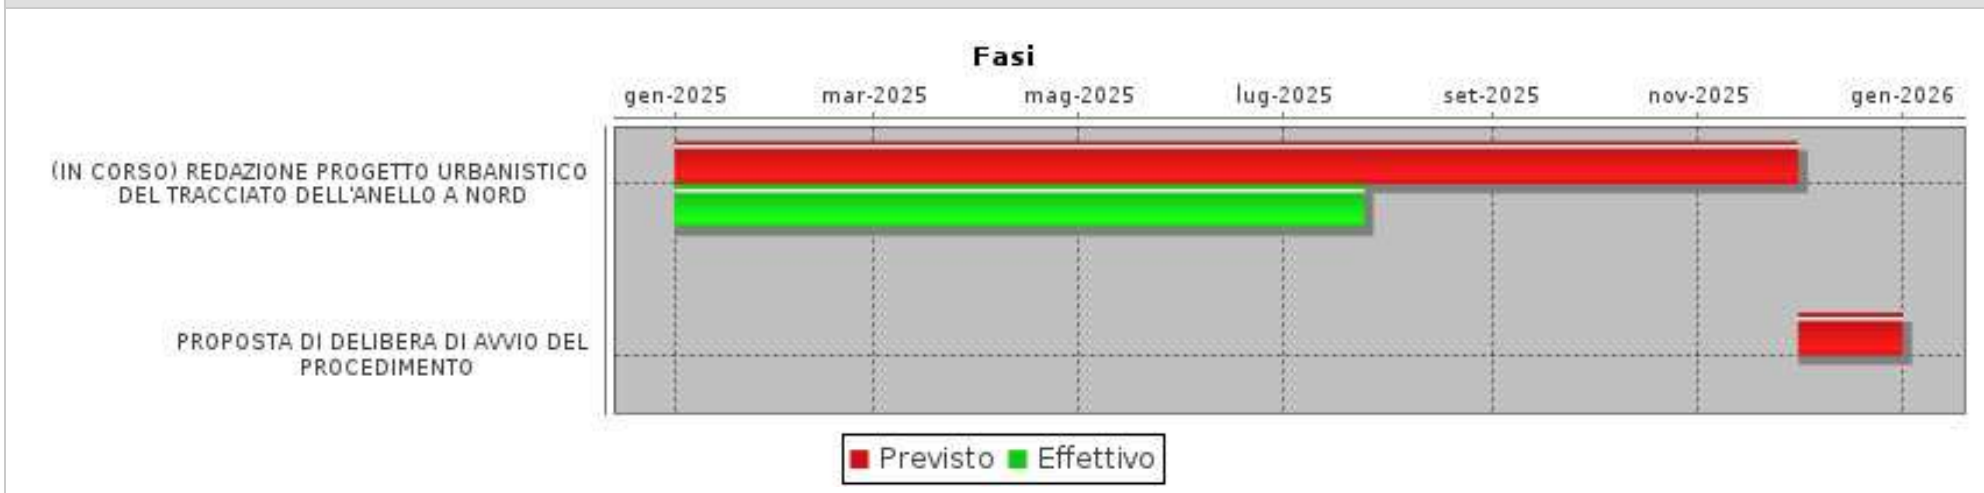 Fasi
gen-2025 mar-2025 mag-2025 lug-2025 set-2025 nov-2025 gen-2026
(IN CORSO) REDAZIONE PROGETTO URBANISTICO
DEL TRACCIATO DELL'ANELLO A NORD
PROPOSTA DI DELIBERA DI AVVIO DEL
PROCEDIMENTO
Previsto Effettivo